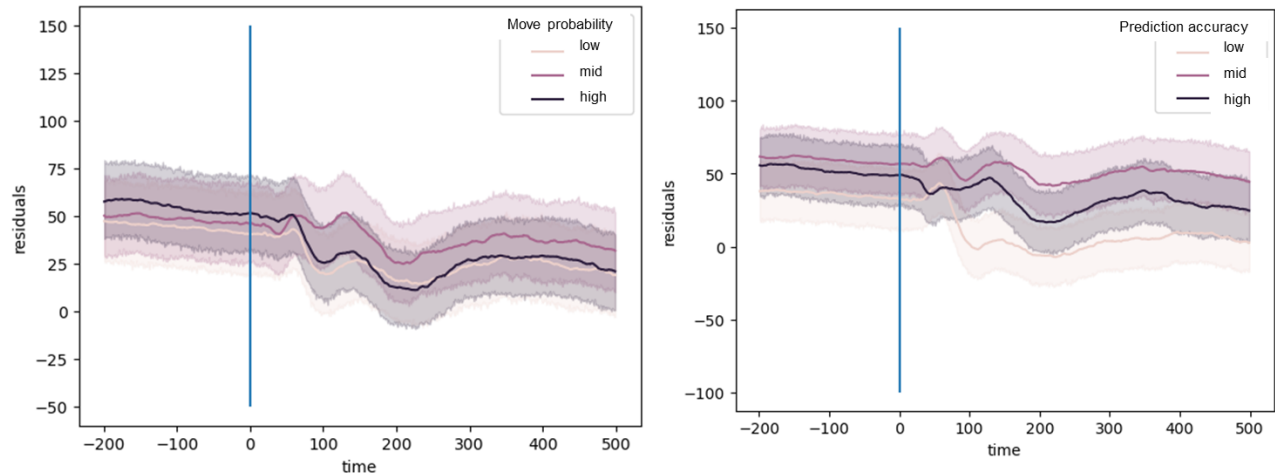 Move probability
low
mid
high
150
125
100
75
50
25
0
−25
−50
residuals
−200 −100 0 100 200 300 400 500
time
Prediction accuracy
low
mid
high
150
100
50
0
−50
−100
residuals
−200 −100 0 100 200 300 400 500
time